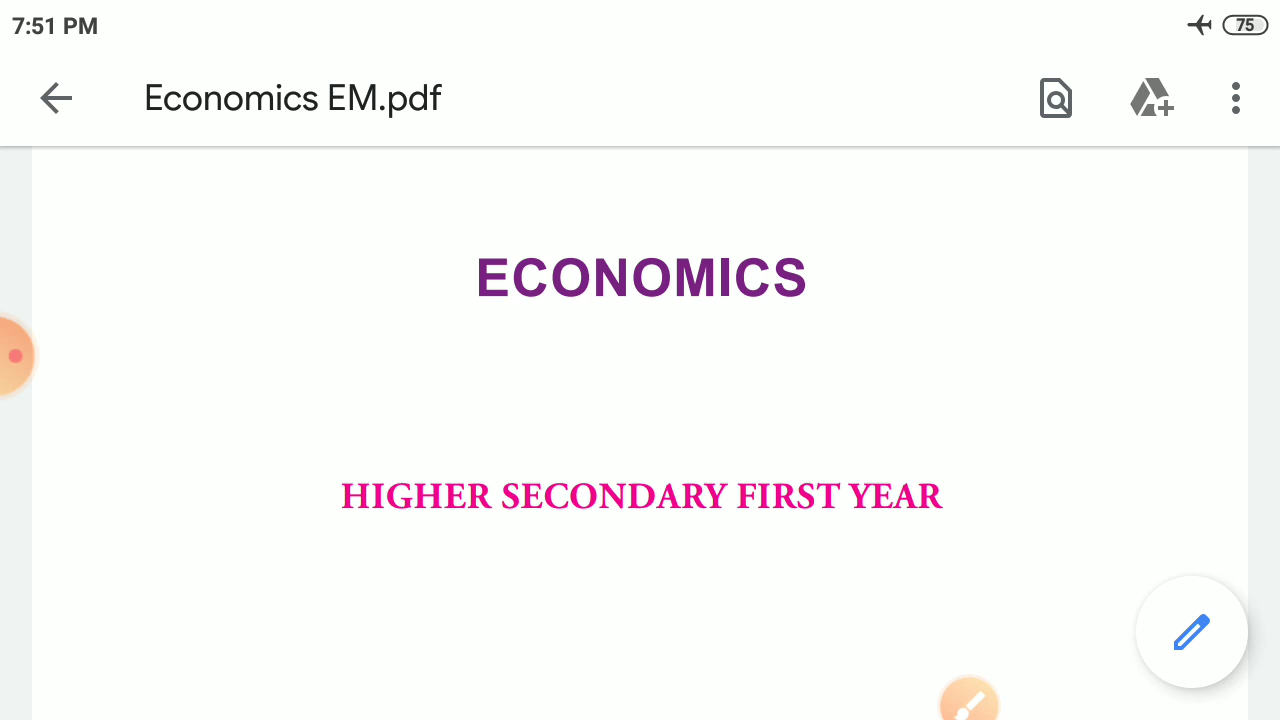 7:51 PM
75
Economics EM.pdf
ECONOMICS
HIGHER SECONDARY FIRST YEAR